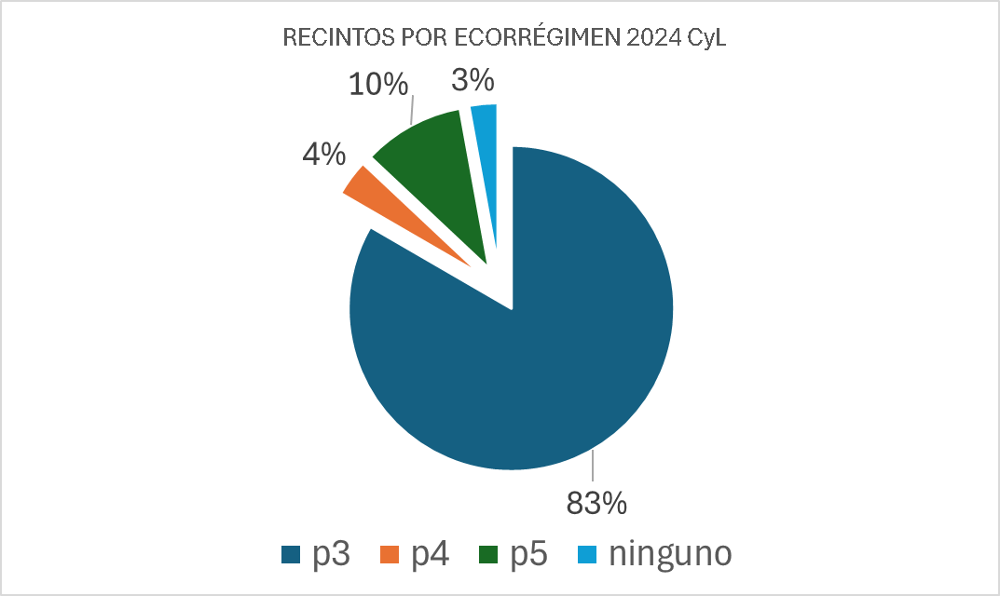 RECINTOS POR ECORRÉGIMEN 2024 CyL
10%
3%
4%
83%
p3 p4 p5 ninguno